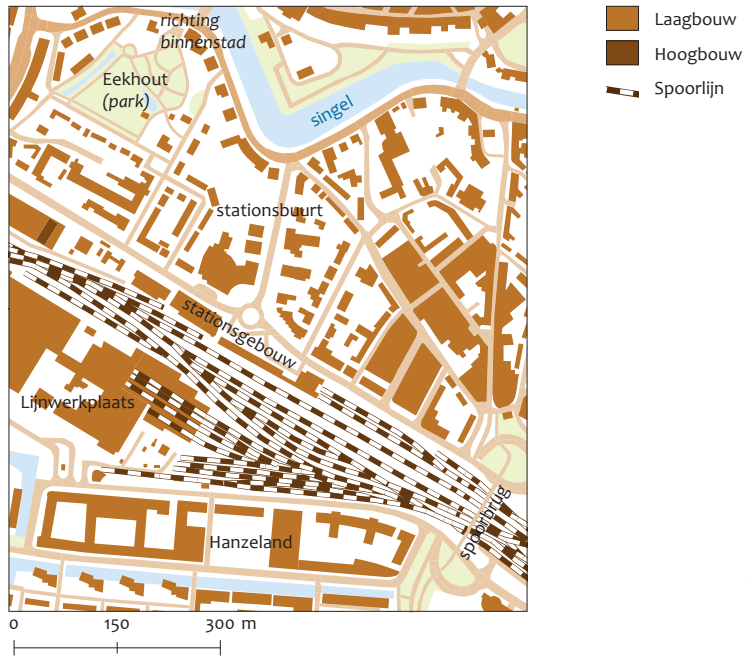 richting
binnenstad
Eekhout
(park)
singel
stationsbuurt
stationsgebouw
Lijnwerkplaats
Hanzeland
spoorbrug
Laagbouw
Hoogbouw
Spoorlijn
0 150 300 m